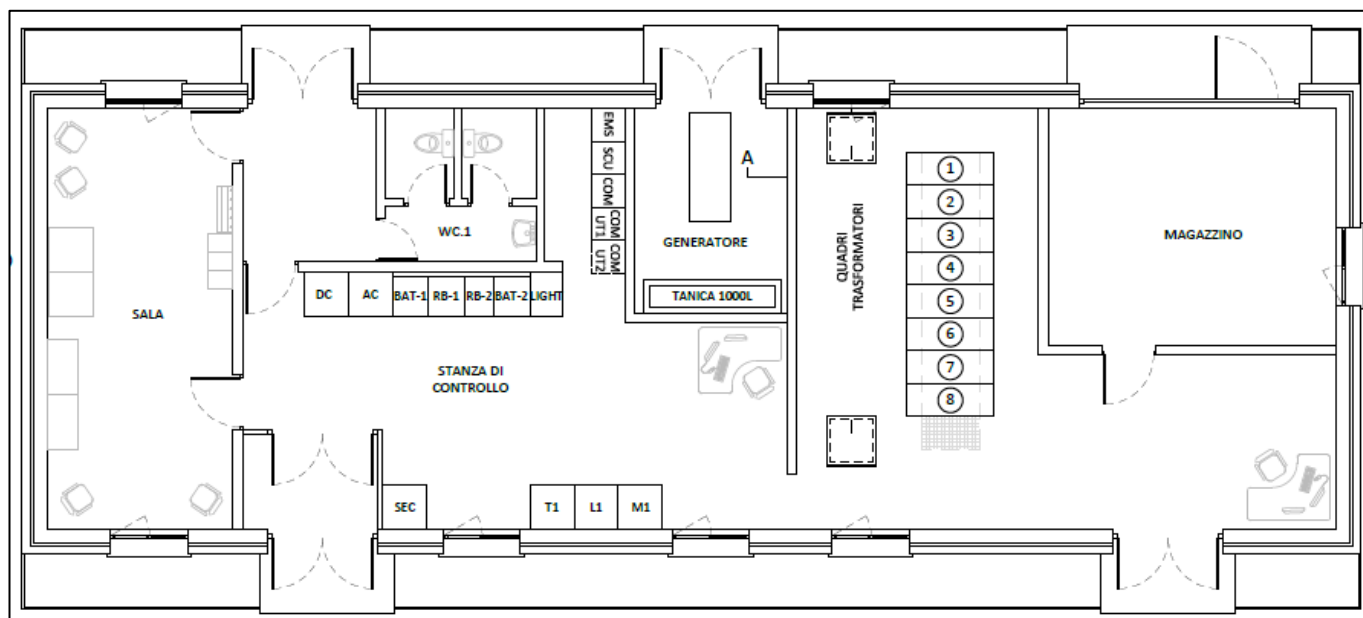 EMS
SCU
COM
COM
UT1
COM
UT2
A
GENERATORE
TANICA 1000L
WC.1
DC
AC
BAT-1
RB-1
RB-2
BAT-2
LIGHT
SALA
STANZA DI
CONTROLLO
QUADRI
TRASFORMATORI
1
2
3
4
5
6
7
8
MAGAZZINO
SEC
T1
L1
M1